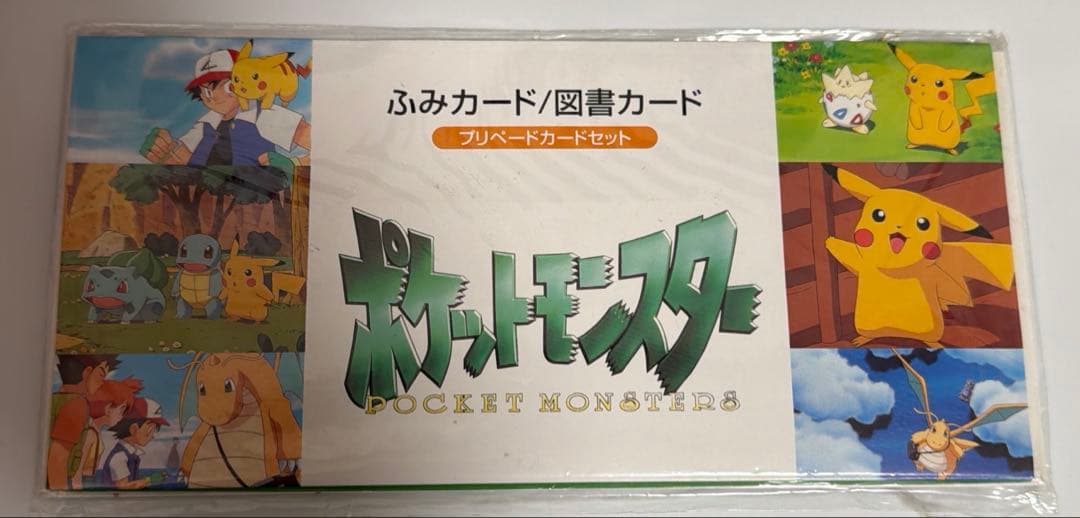 ふみカード/図書カード
プリペードカードセット
ポケットモンスター
POCKET MONSTERS